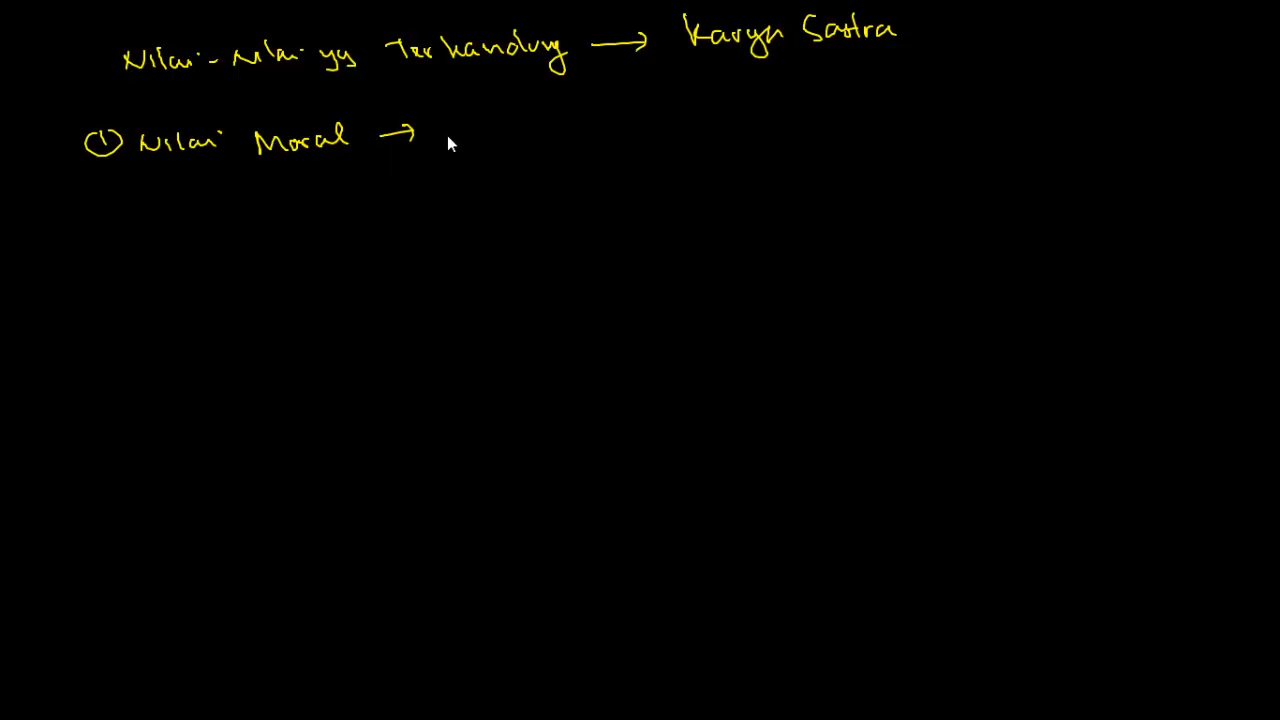 Nilai-nilai yg Terkandung → Karya Sastra
① Nilai Moral →